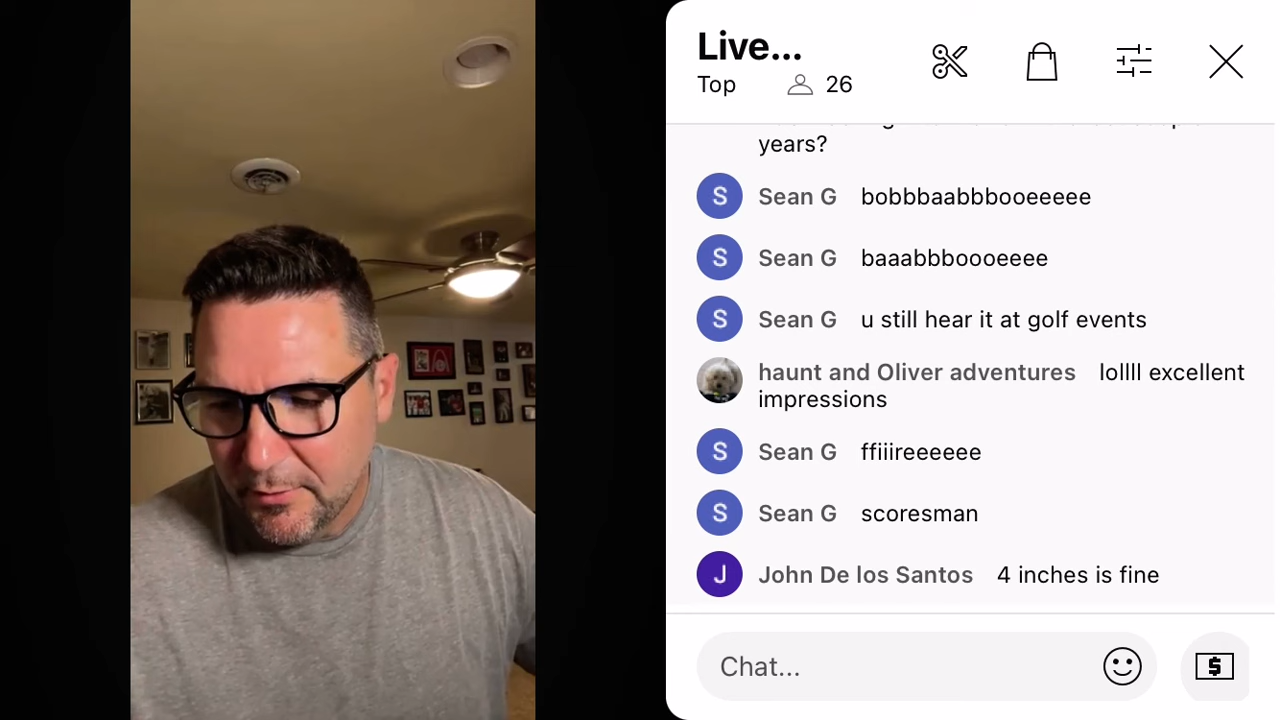 Live...
Top 26
years?
S Sean G bobbbaabbbooeeeee
S Sean G baaabbboooeeee
S Sean G u still hear it at golf events
haunt and Oliver adventures lollll excellent
impressions
S Sean G ffiiireeeeee
S Sean G scoresman
J John De los Santos 4 inches is fine
Chat...
$